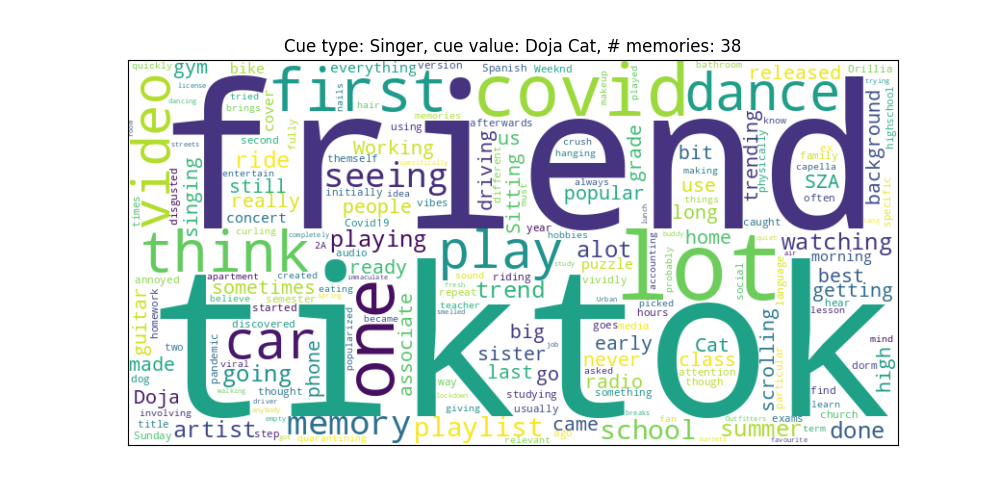 Cue type: Singer, cue value: Doja Cat, # memories: 38
quickly
gym
bike
everything
version
Spanish
Weeknd
bathroom
released
Orillia
license
tried
brings
cover
first
nails
hair
covid
makeup
played
dance
trying
dancing
video
friend
memories
using
afterwards
us
crush
hanging
grade
bit
trending
know
physically
ex
family
capella
SZA
often
background
highschool
specific
room
streets
second
fully
Working
themself
specifically
seeing
initially
idea
vibes
driving
different
Sitting
must
always
popular
making
use
things
long
disgusted
singing
times
ride
entertain
still
really
concert
people
Covid19
year
hobbies
lunch
caught
sang
curling
completely
2A
playing
audio
think
play
alot
lot
accounting
buddy
home
probably
quiet
watching
air
morning
annoyed
apartment
created
ready
immaculate
sound
riding
puzzle
vividly
study
social
language
best
getting
sometimes
semester
spring
eating
fresh
repeat
trend
Urban
picked
hours
believe
started
became
teacher
smelled
hear
lesson
tiktok
guitar
homework
discovered
one
popularized
associate
big
goes
media
early
Cat
scrolling
particular
mind
two
pandemic
viral
car
phone
sister
job
never
class
attention
though
high
dorm
made
dog
going
thought
way
last
go
asked
radio
something
find
learn
walking
lockdown
studying
usually
Doja
driver
anybody
giving
breaks
fan
Outfitters
exams
church
involving
title
empty
memory
playlist
came
school
summer
term
done
Sunday
artist
step
got
quarantining
relevant
ago
sunsets
favourite